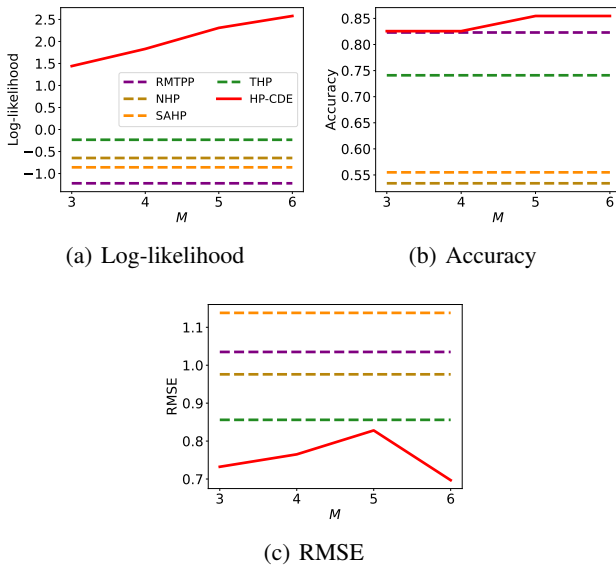 2.5
2.0
1.5
1.0
0.5
0.0
−0.5
−1.0
Log-likelihood
RMTPP
NHP
SAHP
THP
HP-CDE
3 4 5 6
M
(a) Log-likelihood
0.85
0.80
0.75
0.70
0.65
0.60
0.55
Accuracy
3 4 5 6
M
(b) Accuracy
1.1
1.0
0.9
0.8
0.7
RMSE
3 4 5 6
M
(c) RMSE